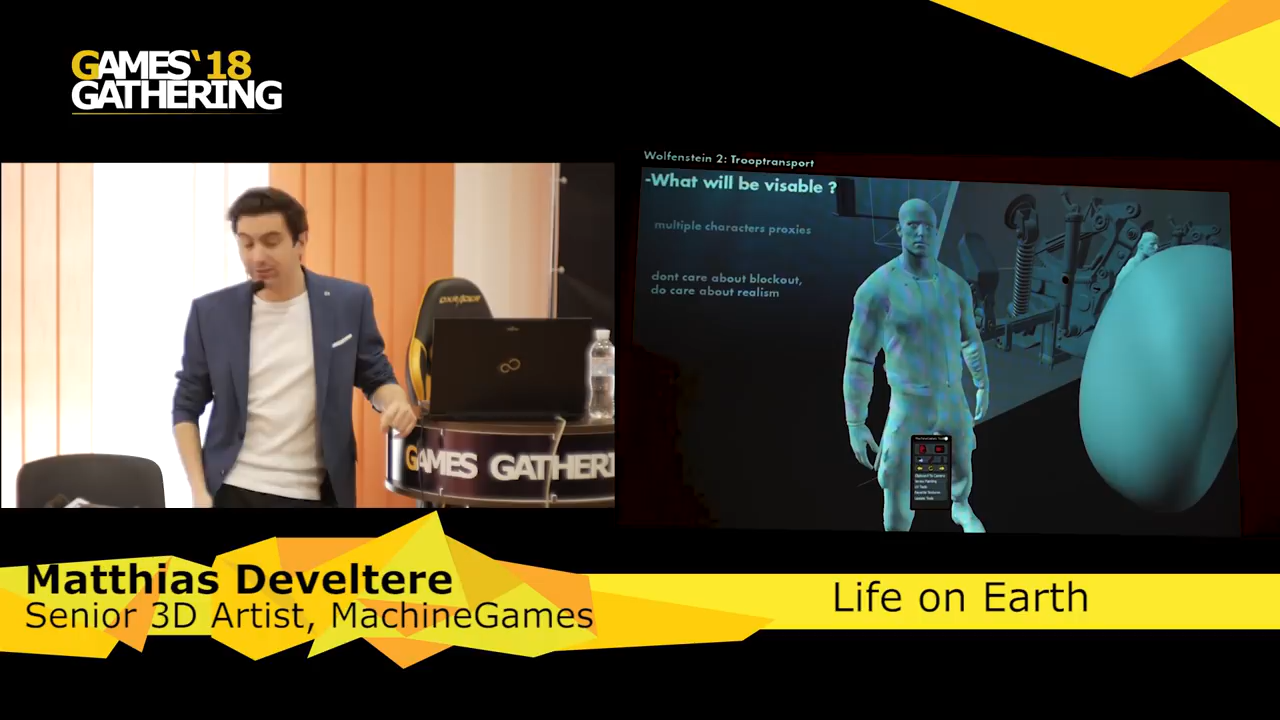 GAMES‘18
GATHERING
Wolfenstein 2: Trooptransport
-What will be visable ?
multiple characters proxies
dont care about blockout,
do care about realism
GAMES GATHERI
Matthias Develtere
Senior 3D Artist, MachineGames
Life on Earth